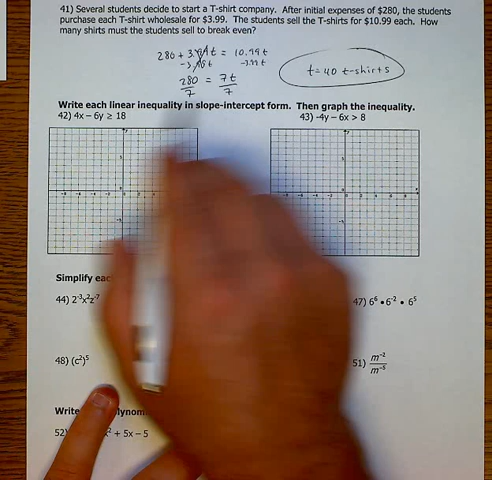 41) Several students decide to start a T-shirt company. After initial expenses of $280, the students
purchase each T-shirt wholesale for $3.99. The students sell the T-shirts for $10.99 each. How
many shirts must the students sell to break even?
280 + 3.99t = 10.99t
-3.99t -3.99t
280 = 7t
7 7
t=40 t-shirts
Write each linear inequality in slope-intercept form. Then graph the inequality.
42) 4x – 6y ≥ 18 43) -4y – 6x > 8
Simplify eac
44) 2⁻³x²z⁻⁷ 47) 6⁶ • 6⁻² • 6⁵
48) (c²)⁵ 51) m⁻² / m⁻⁵
Write lynom
52) ² + 5x – 5